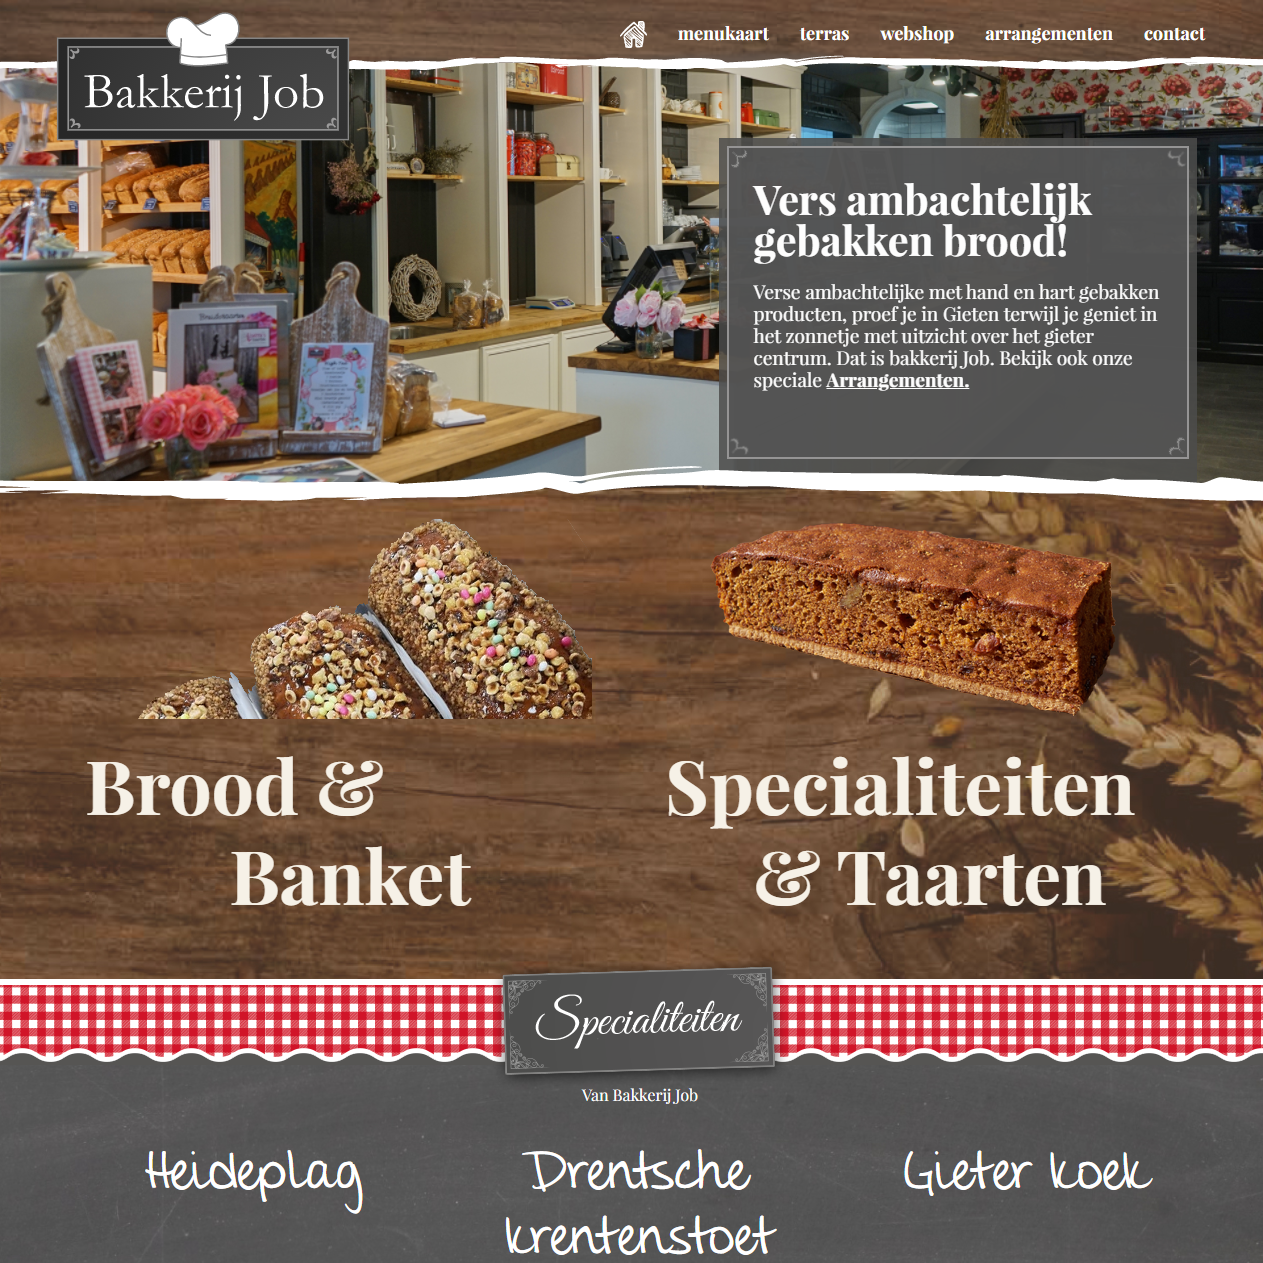 Bakkerij Job
menukaart terras webshop arrangementen contact
Vers ambachtelijk
gebakken brood!
Verse ambachtelijke met hand en hart gebakken
producten, proef je in Gieten terwijl je geniet in
het zonnetje met uitzicht over het gieter
centrum. Dat is bakkerij Job. Bekijk ook onze
speciale Arrangementen.
Brood &
Banket
Specialiteiten
& Taarten
Specialiteiten
Van Bakkerij Job
Heideplag
Drentsche
krentenstoet
Gieter koek